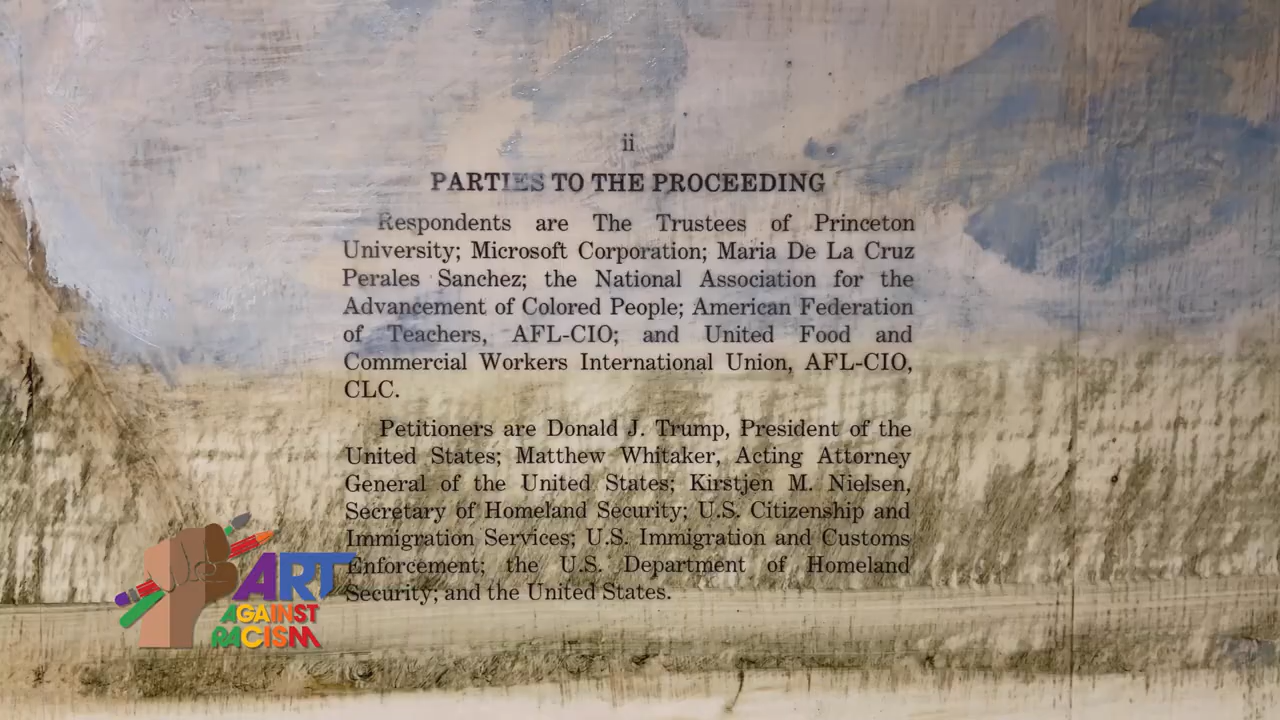 ii
PARTIES TO THE PROCEEDING
Respondents are The Trustees of Princeton
University; Microsoft Corporation; Maria De La Cruz
Perales Sanchez; the National Association for the
Advancement of Colored People; American Federation
of Teachers, AFL-CIO; and United Food and
Commercial Workers International Union, AFL-CIO,
CLC.
Petitioners are Donald J. Trump, President of the
United States; Matthew Whitaker, Acting Attorney
General of the United States; Kirstjen M. Nielsen,
Secretary of Homeland Security; U.S. Citizenship and
Immigration Services; U.S. Immigration and Customs
Enforcement; the U.S. Department of Homeland
Security; and the United States.
ART
AGAINST
RACISM